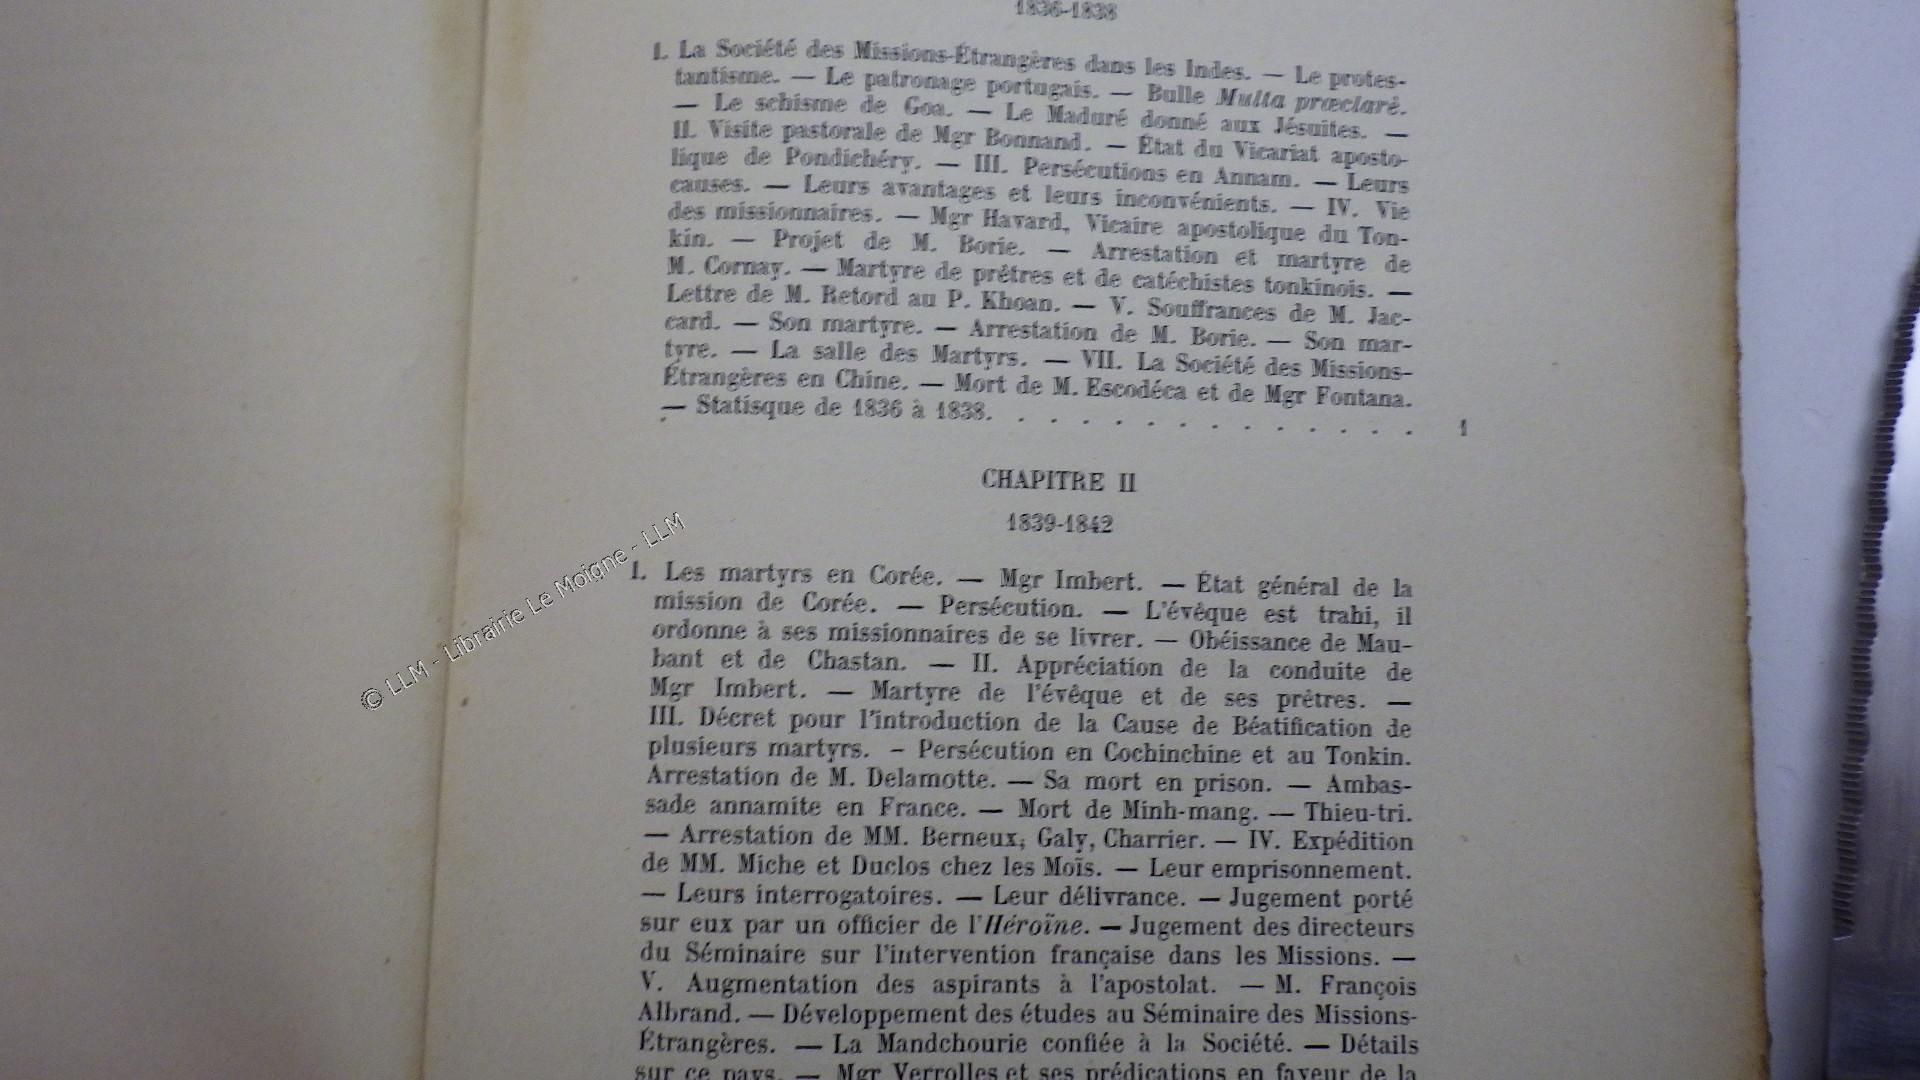 1836-1838
I. La Société des Missions-Étrangères dans les Indes. — Le protes-
tantisme. — Le patronage portugais. — Bulle Multa præclarè.
— Le schisme de Goa. — Le Maduré donné aux Jésuites. —
II. Visite pastorale de Mgr Bonnand. — État du Vicariat aposto-
lique de Pondichéry. — III. Persécutions en Annam. — Leurs
causes. — Leurs avantages et leurs inconvénients. — IV. Vie
des missionnaires. — Mgr Havard, Vicaire apostolique du Ton-
kin. — Projet de M. Borie. — Arrestation et martyre de
M. Cornay. — Martyre de prêtres et de catéchistes tonkinois. —
Lettre de M. Retord au P. Khoan. — V. Souffrances de M. Jac-
card. — Son martyre. — Arrestation de M. Borie. — Son mar-
tyre. — La salle des Martyrs. — VII. La Société des Missions-
Étrangères en Chine. — Mort de M. Escodéca et de Mgr Fontana.
— Statisque de 1836 à 1838. . . . . . . . . . . . . . 1
CHAPITRE II
1839-1842
I. Les martyrs en Corée. — Mgr Imbert. — État général de la
mission de Corée. — Persécution. — L'évêque est trahi, il
ordonne à ses missionnaires de se livrer. — Obéissance de Mau-
bant et de Chastan. — II. Appréciation de la conduite de
Mgr Imbert. — Martyre de l'évêque et de ses prêtres. —
III. Décret pour l'introduction de la Cause de Béatification de
plusieurs martyrs. – Persécution en Cochinchine et au Tonkin.
Arrestation de M. Delamotte. — Sa mort en prison. — Ambas-
sade annamite en France. — Mort de Minh-mang. — Thieu-tri.
— Arrestation de MM. Berneux, Galy, Charrier. — IV. Expédition
de MM. Miche et Duclos chez les Moïs. — Leur emprisonnement.
— Leurs interrogatoires. — Leur délivrance. — Jugement porté
sur eux par un officier de l'Héroïne. — Jugement des directeurs
du Séminaire sur l'intervention française dans les Missions. —
V. Augmentation des aspirants à l'apostolat. — M. François
Albrand. — Développement des études au Séminaire des Missions-
Étrangères. — La Mandchourie confiée à la Société. — Détails
sur ce pays. — Mgr Verrolles et ses prédications en faveur de la
© LLM - Librairie Le Moigne - LLM